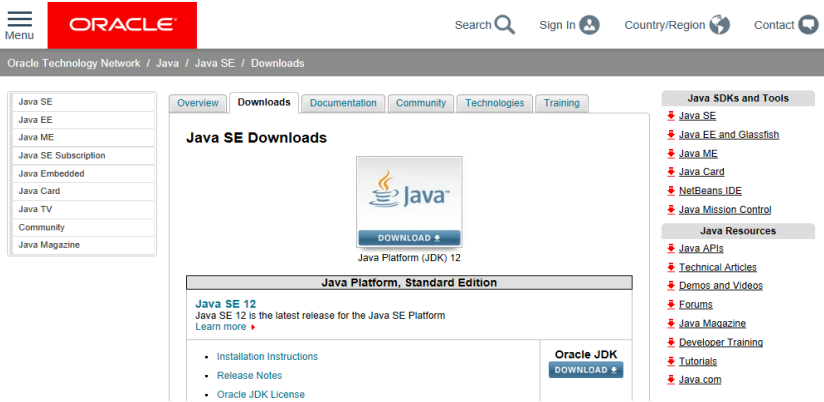 Menu
ORACLE
Search
Sign In
Country/Region
Contact
Oracle Technology Network / Java / Java SE / Downloads
Java SE
Java EE
Java ME
Java SE Subscription
Java Embedded
Java Card
Java TV
Community
Java Magazine
Overview
Downloads
Documentation
Community
Technologies
Training
Java SE Downloads
Java
DOWNLOAD
Java Platform (JDK) 12
Java Platform, Standard Edition
Java SE 12
Java SE 12 is the latest release for the Java SE Platform
Learn more
Installation Instructions
Release Notes
Oracle JDK License
Oracle JDK
DOWNLOAD
Java SDKs and Tools
Java SE
Java EE and Glassfish
Java ME
Java Card
NetBeans IDE
Java Mission Control
Java Resources
Java APIs
Technical Articles
Demos and Videos
Forums
Java Magazine
Developer Training
Tutorials
Java.com